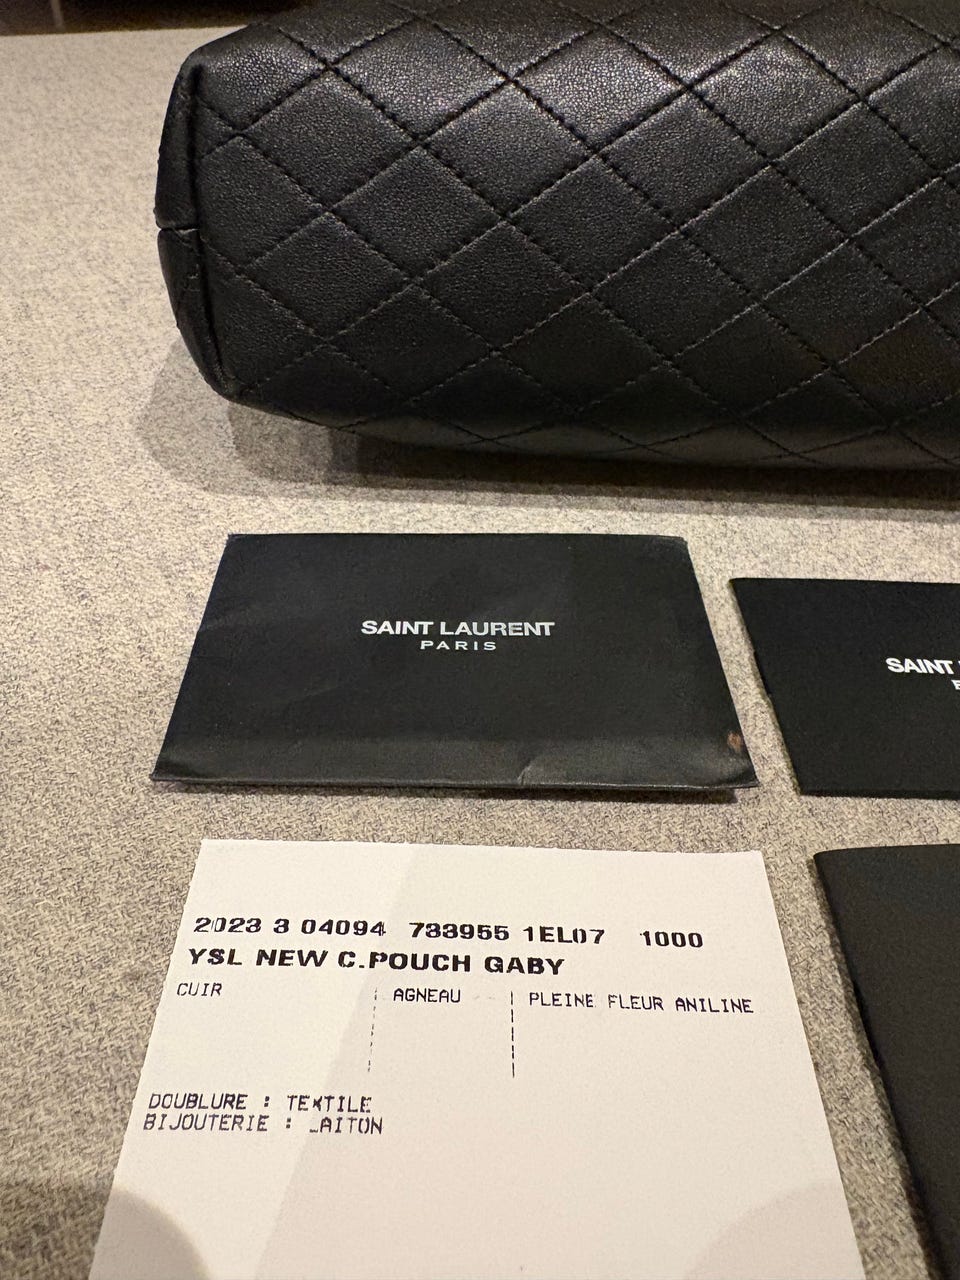 SAINT LAURENT
PARIS
SAINT
2023 3 04094 733955 1EL07 1000
YSL NEW C.POUCH GABY
CUIR AGNEAU PLEINE FLEUR ANILINE
DOUBLURE : TEXTILE
BIJOUTERIE : LAITON